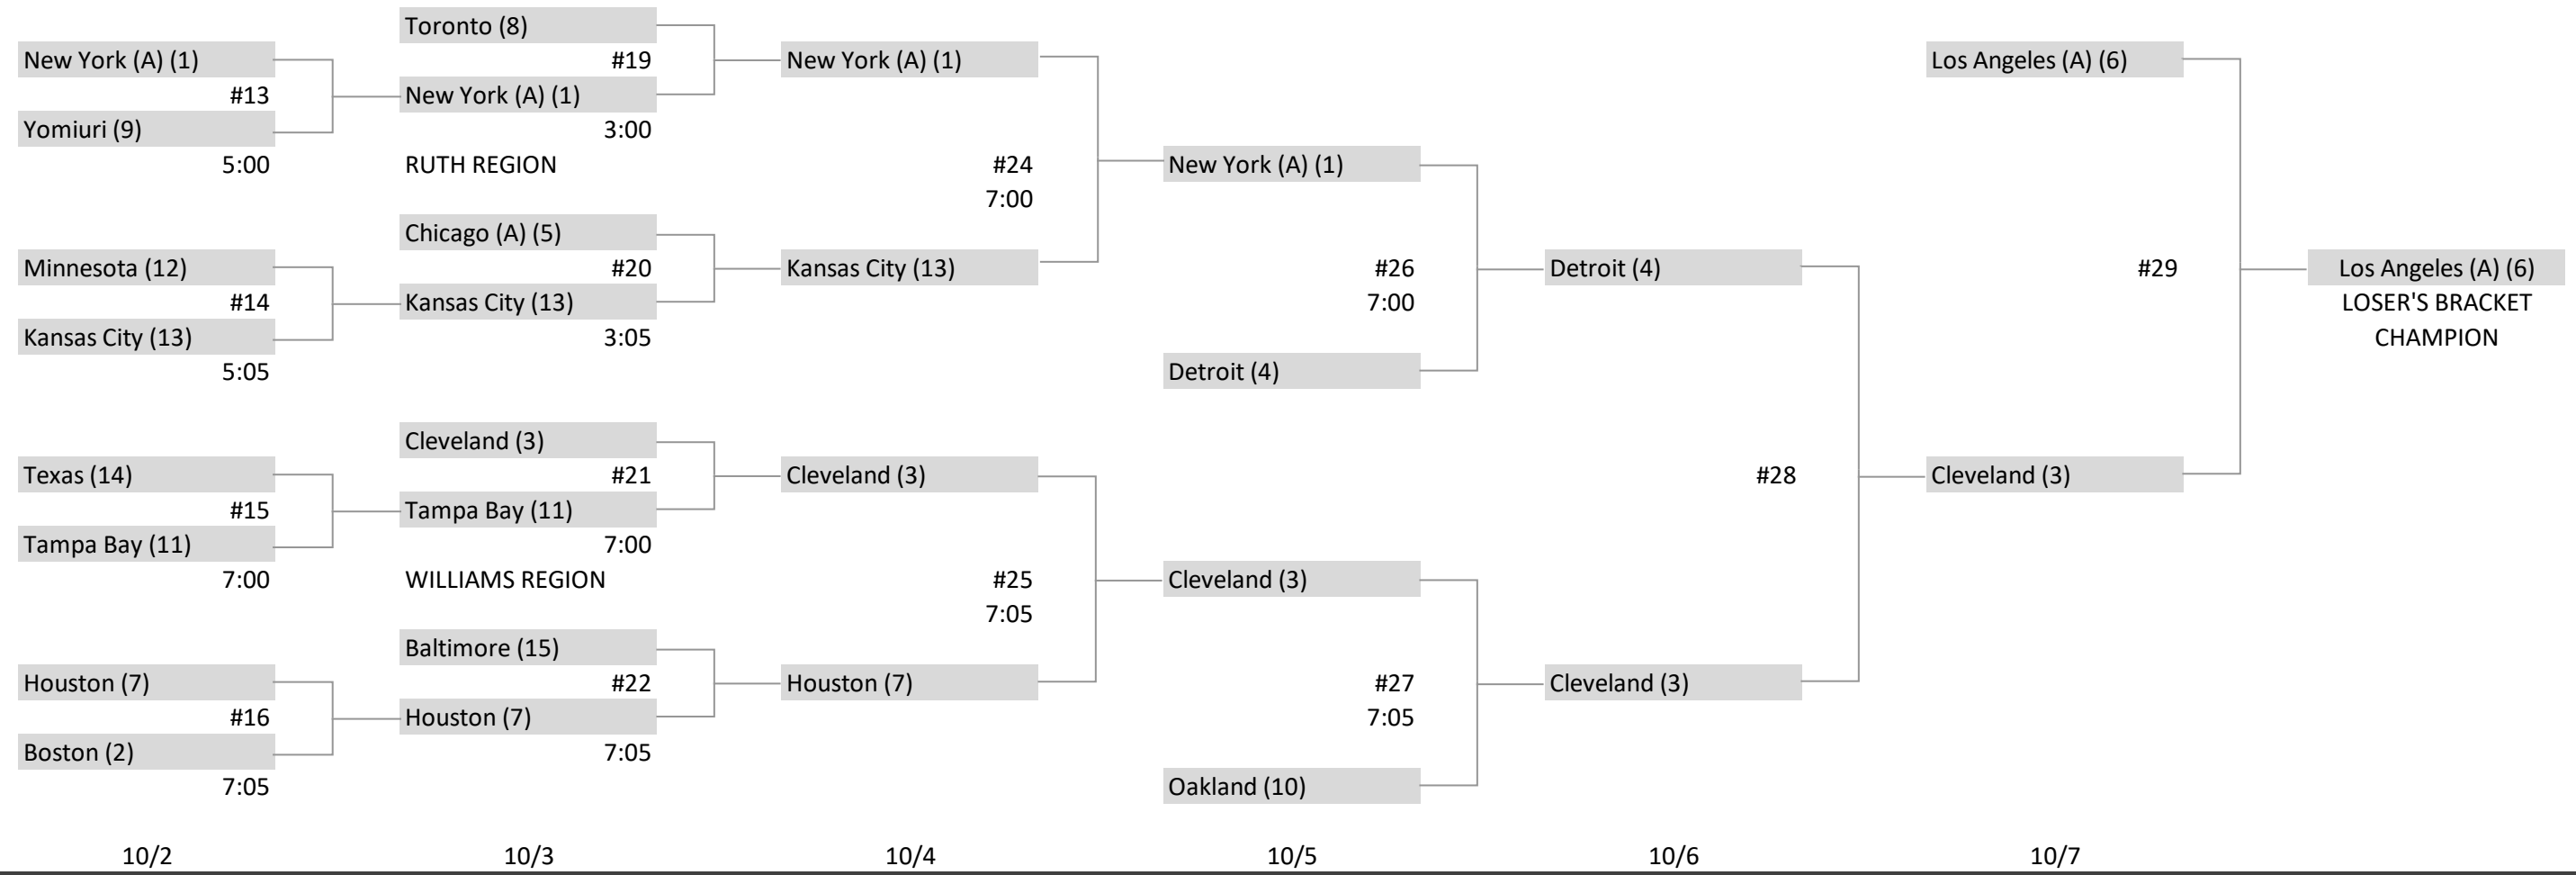 New York (A) (1)
#13
Yomiuri (9)
5:00
Minnesota (12)
#14
Kansas City (13)
5:05
Texas (14)
#15
Tampa Bay (11)
7:00
Houston (7)
#16
Boston (2)
7:05
10/2
Toronto (8)
#19
New York (A) (1)
3:00
RUTH REGION
Chicago (A) (5)
#20
Kansas City (13)
3:05
Cleveland (3)
#21
Tampa Bay (11)
7:00
WILLIAMS REGION
Baltimore (15)
#22
Houston (7)
7:05
10/3
New York (A) (1)
#24
7:00
Kansas City (13)
Cleveland (3)
#25
7:05
Houston (7)
10/4
New York (A) (1)
#26
7:00
Detroit (4)
Cleveland (3)
#27
7:05
Oakland (10)
10/5
Detroit (4)
#28
Cleveland (3)
10/6
Los Angeles (A) (6)
#29
Cleveland (3)
10/7
Los Angeles (A) (6)
LOSER'S BRACKET
CHAMPION